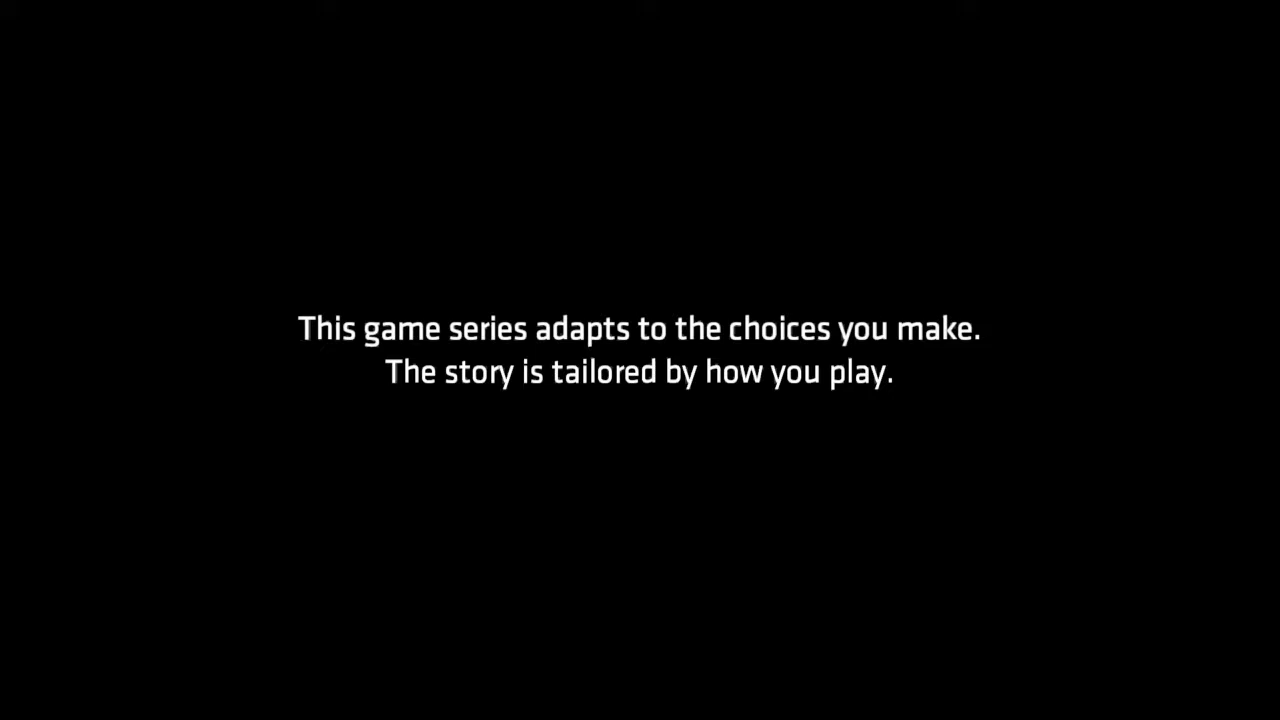 This game series adapts to the choices you make.
The story is tailored by how you play.